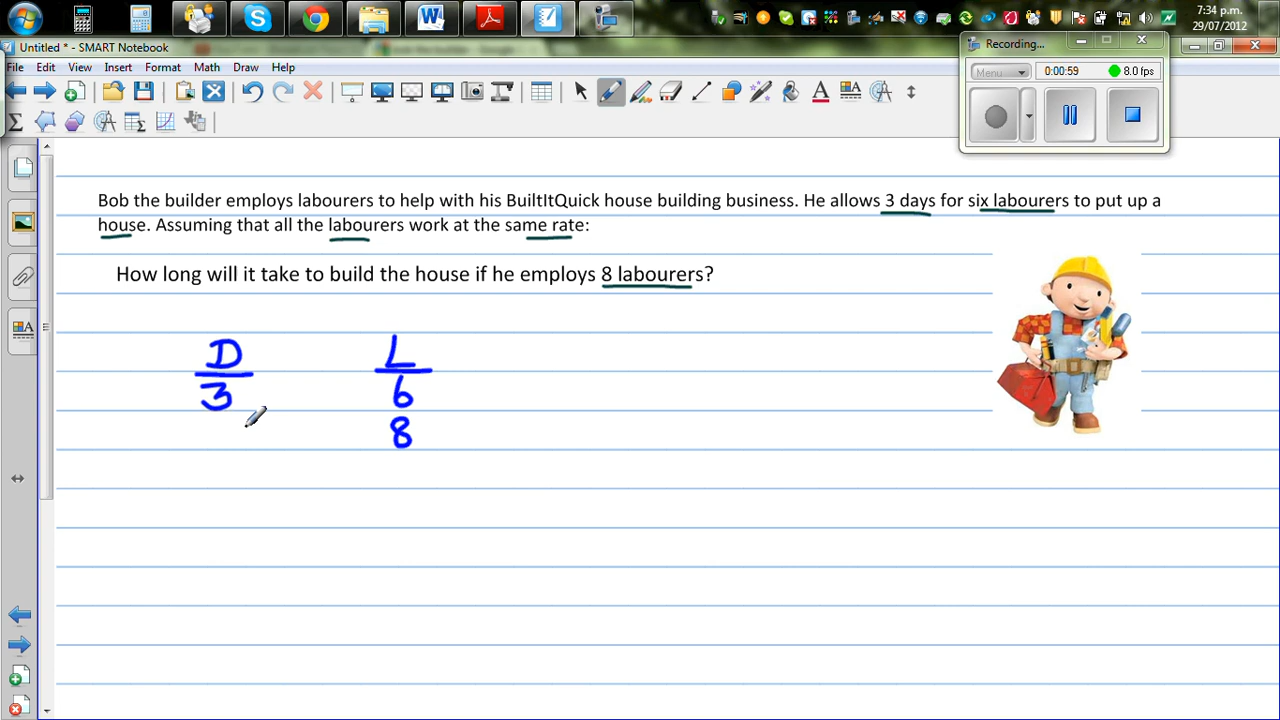 7:34 p.m.
29/07/2012
Untitled * - SMART Notebook
Recording...
File Edit View Insert Format Math Draw Help
Menu
0:00:59
8.0 fps
Bob the builder employs labourers to help with his BuiltItQuick house building business. He allows 3 days for six labourers to put up a
house. Assuming that all the labourers work at the same rate:
How long will it take to build the house if he employs 8 labourers?
D L
3 6
8